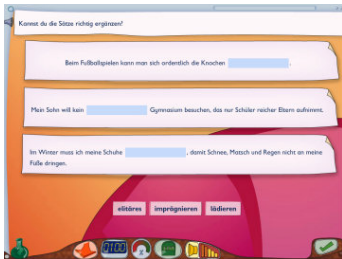 Kannst du die Sätze richtig ergänzen?
Beim Fußballspielen kann man sich ordentlich die Knochen .
Mein Sohn will kein Gymnasium besuchen, das nur Schüler reicher Eltern aufnimmt.
Im Winter muss ich meine Schuhe , damit Schnee, Matsch und Regen nicht an meine
Füße dringen.
elitäres imprägnieren lädieren